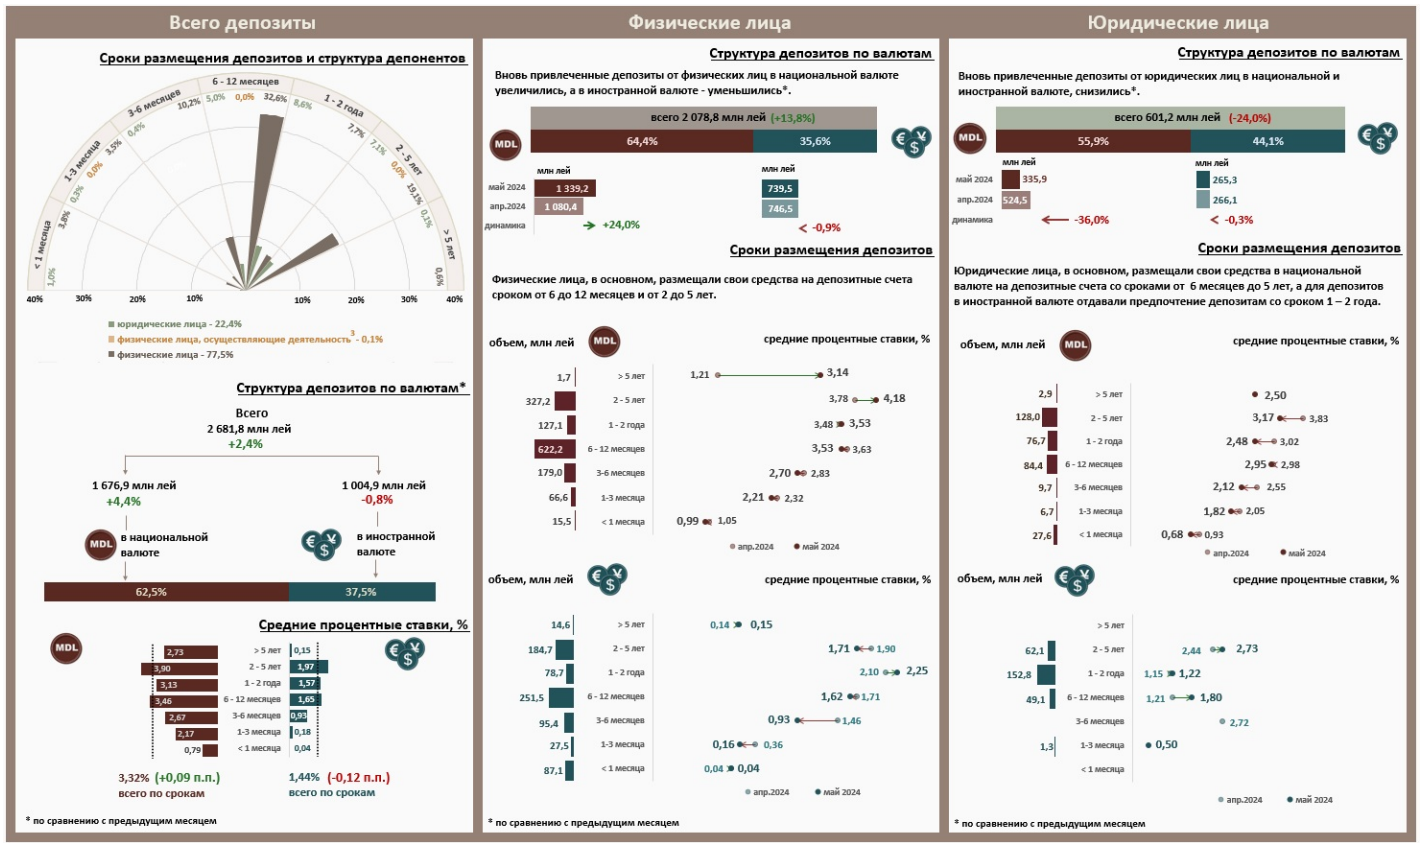 Всего депозиты
Сроки размещения депозитов и структура депонентов
< 1 месяца
1-3 месяца
3-6 месяцев
6 - 12 месяцев
1 - 2 года
2 - 5 лет
> 5 лет
1,0%
3,8%
0,3%
0,0%
3,5%
0,4%
10,2%
5,0%
0,0%
32,6%
8,6%
7,7%
7,1%
0,0%
19,1%
0,1%
0,6%
40%
30%
20%
10%
10%
20%
30%
40%
юридические лица - 22,4%
физические лица, осуществляющие деятельность3 - 0,1%
физические лица - 77,5%
Структура депозитов по валютам*
Всего
2 681,8 млн лей
+2,4%
1 676,9 млн лей
+4,4%
1 004,9 млн лей
-0,8%
MDL
в национальной
валюте
€ ¥ $
в иностранной
валюте
62,5%
37,5%
Средние процентные ставки, %
MDL
€ ¥ $
2,73 > 5 лет 0,15
3,90 2 - 5 лет 1,97
3,13 1 - 2 года 1,57
3,46 6 - 12 месяцев 1,65
2,67 3-6 месяцев 0,93
2,17 1-3 месяца 0,18
0,79 < 1 месяца 0,04
3,32% (+0,09 п.п.)
всего по срокам
1,44% (-0,12 п.п.)
всего по срокам
* по сравнению с предыдущим месяцем
Физические лица
Структура депозитов по валютам
Вновь привлеченные депозиты от физических лиц в национальной валюте
увеличились, а в иностранной валюте - уменьшились*.
всего 2 078,8 млн лей (+13,8%)
MDL
64,4%
35,6%
€ ¥ $
млн лей
млн лей
май 2024 1 339,2 739,5
апр.2024 1 080,4 746,5
динамика +24,0% -0,9%
Сроки размещения депозитов
Физические лица, в основном, размещали свои средства на депозитные счета
сроком от 6 до 12 месяцев и от 2 до 5 лет.
объем, млн лей
MDL
средние процентные ставки, %
1,7 > 5 лет 1,21 3,14
327,2 2 - 5 лет 3,78 4,18
127,1 1 - 2 года 3,48 3,53
622,2 6 - 12 месяцев 3,53 3,63
179,0 3-6 месяцев 2,70 2,83
66,6 1-3 месяца 2,21 2,32
15,5 < 1 месяца 0,99 1,05
апр.2024 май 2024
объем, млн лей
€ ¥ $
средние процентные ставки, %
14,6 > 5 лет 0,14 0,15
184,7 2 - 5 лет 1,71 1,90
78,7 1 - 2 года 2,10 2,25
251,5 6 - 12 месяцев 1,62 1,71
95,4 3-6 месяцев 0,93 1,46
27,5 1-3 месяца 0,16 0,36
87,1 < 1 месяца 0,04 0,04
апр.2024 май 2024
* по сравнению с предыдущим месяцем
Юридические лица
Структура депозитов по валютам
Вновь привлеченные депозиты от юридических лиц в национальной и
иностранной валюте, снизились*.
всего 601,2 млн лей (-24,0%)
MDL
55,9%
44,1%
€ ¥ $
млн лей
млн лей
май 2024 335,9 265,3
апр.2024 524,5 266,1
динамика -36,0% -0,3%
Сроки размещения депозитов
Юридические лица, в основном, размещали свои средства в национальной
валюте на депозитные счета со сроками от 6 месяцев до 5 лет, а для депозитов
в иностранной валюте отдавали предпочтение депозитам со сроком 1 – 2 года.
объем, млн лей
MDL
средние процентные ставки, %
2,9 > 5 лет 2,50
128,0 2 - 5 лет 3,17 3,83
76,7 1 - 2 года 2,48 3,02
84,4 6 - 12 месяцев 2,95 2,98
9,7 3-6 месяцев 2,12 2,55
6,7 1-3 месяца 1,82 2,05
27,6 < 1 месяца 0,68 0,93
апр.2024 май 2024
объем, млн лей
€ ¥ $
средние процентные ставки, %
> 5 лет
62,1 2 - 5 лет 2,44 2,73
152,8 1 - 2 года 1,15 1,22
49,1 6 - 12 месяцев 1,21 1,80
3-6 месяцев 2,72
1,3 1-3 месяца 0,50
< 1 месяца
апр.2024 май 2024
* по сравнению с предыдущим месяцем